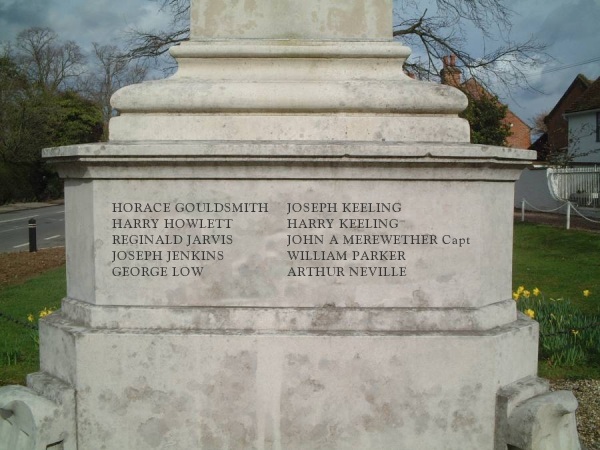 HORACE GOULDSMITH
HARRY HOWLETT
REGINALD JARVIS
JOSEPH JENKINS
GEORGE LOW
JOSEPH KEELING
HARRY KEELING
JOHN A MEREWETHER Capt
WILLIAM PARKER
ARTHUR NEVILLE